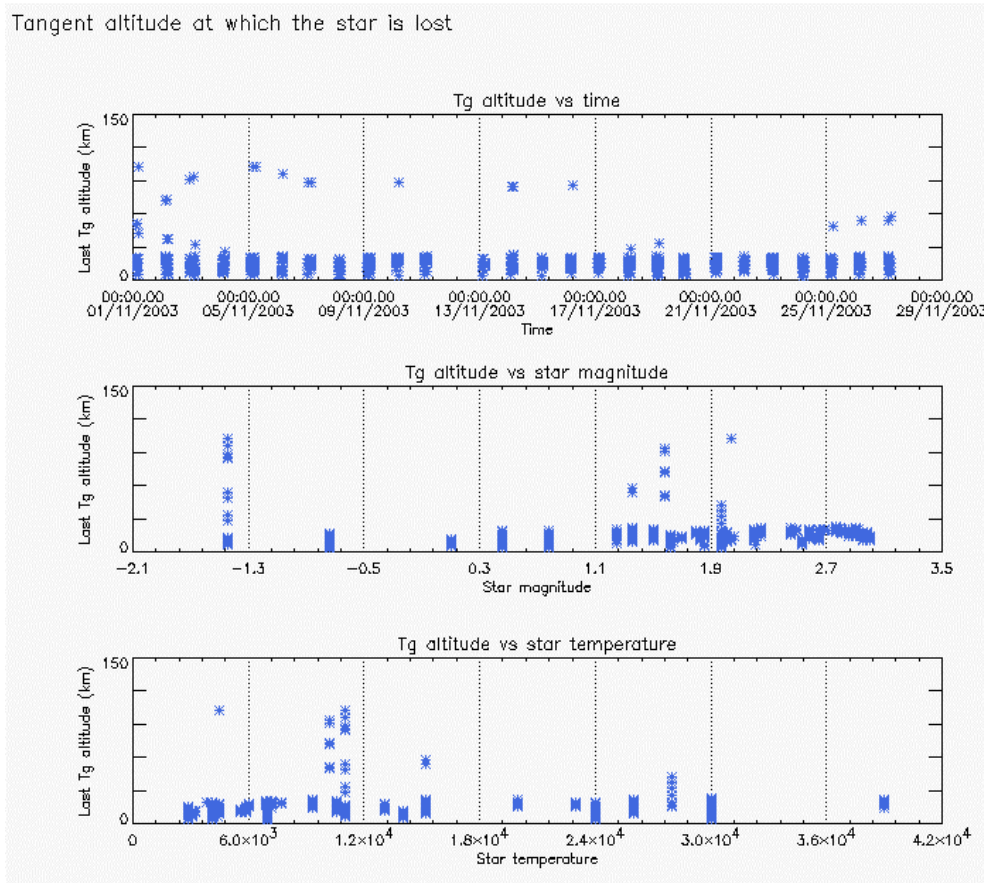 Tangent altitude at which the star is lost
Tg altitude vs time
150
Last Tg altitude (km)
0
00:00.00 00:00.00 00:00.00 00:00.00 00:00.00 00:00.00 00:00.00 00:00.00
01/11/2003 05/11/2003 09/11/2003 13/11/2003 17/11/2003 21/11/2003 25/11/2003 29/11/2003
Time
Tg altitude vs star magnitude
150
Last Tg altitude (km)
0
−2.1 −1.3 −0.5 0.3 1.1 1.9 2.7 3.5
Star magnitude
Tg altitude vs star temperature
150
Last Tg altitude (km)
0
0 6.0×10³ 1.2×10⁴ 1.8×10⁴ 2.4×10⁴ 3.0×10⁴ 3.6×10⁴ 4.2×10⁴
Star temperature